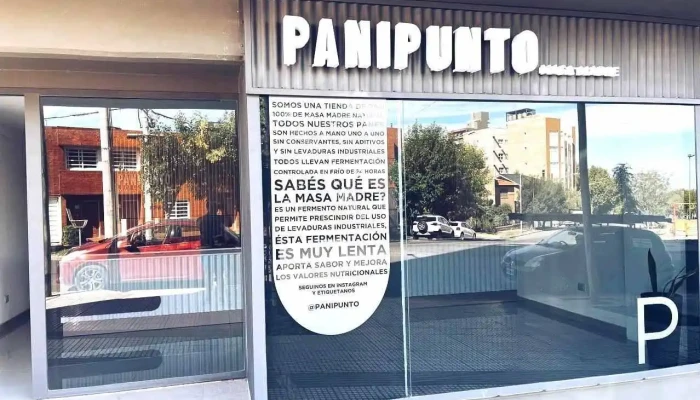 PANIPUNTO
MASA MADRE
SOMOS UNA TIENDA DE PAN
100% DE MASA MADRE NATURAL
TODOS NUESTROS PANES
SON HECHOS A MANO UNO A UNO
SIN CONSERVANTES, SIN ADITIVOS
Y SIN LEVADURAS INDUSTRIALES
TODOS LLEVAN FERMENTACIÓN
CONTROLADA EN FRÍO DE 24 HORAS
SABÉS QUÉ ES
LA MASA MADRE?
ES UN FERMENTO NATURAL QUE
PERMITE PRESCINDIR DEL USO
DE LEVADURAS INDUSTRIALES,
ÉSTA FERMENTACIÓN
ES MUY LENTA
APORTA SABOR Y MEJORA
LOS VALORES NUTRICIONALES
SEGUINOS EN INSTAGRAM
Y ETIQUETANOS
@PANIPUNTO
P